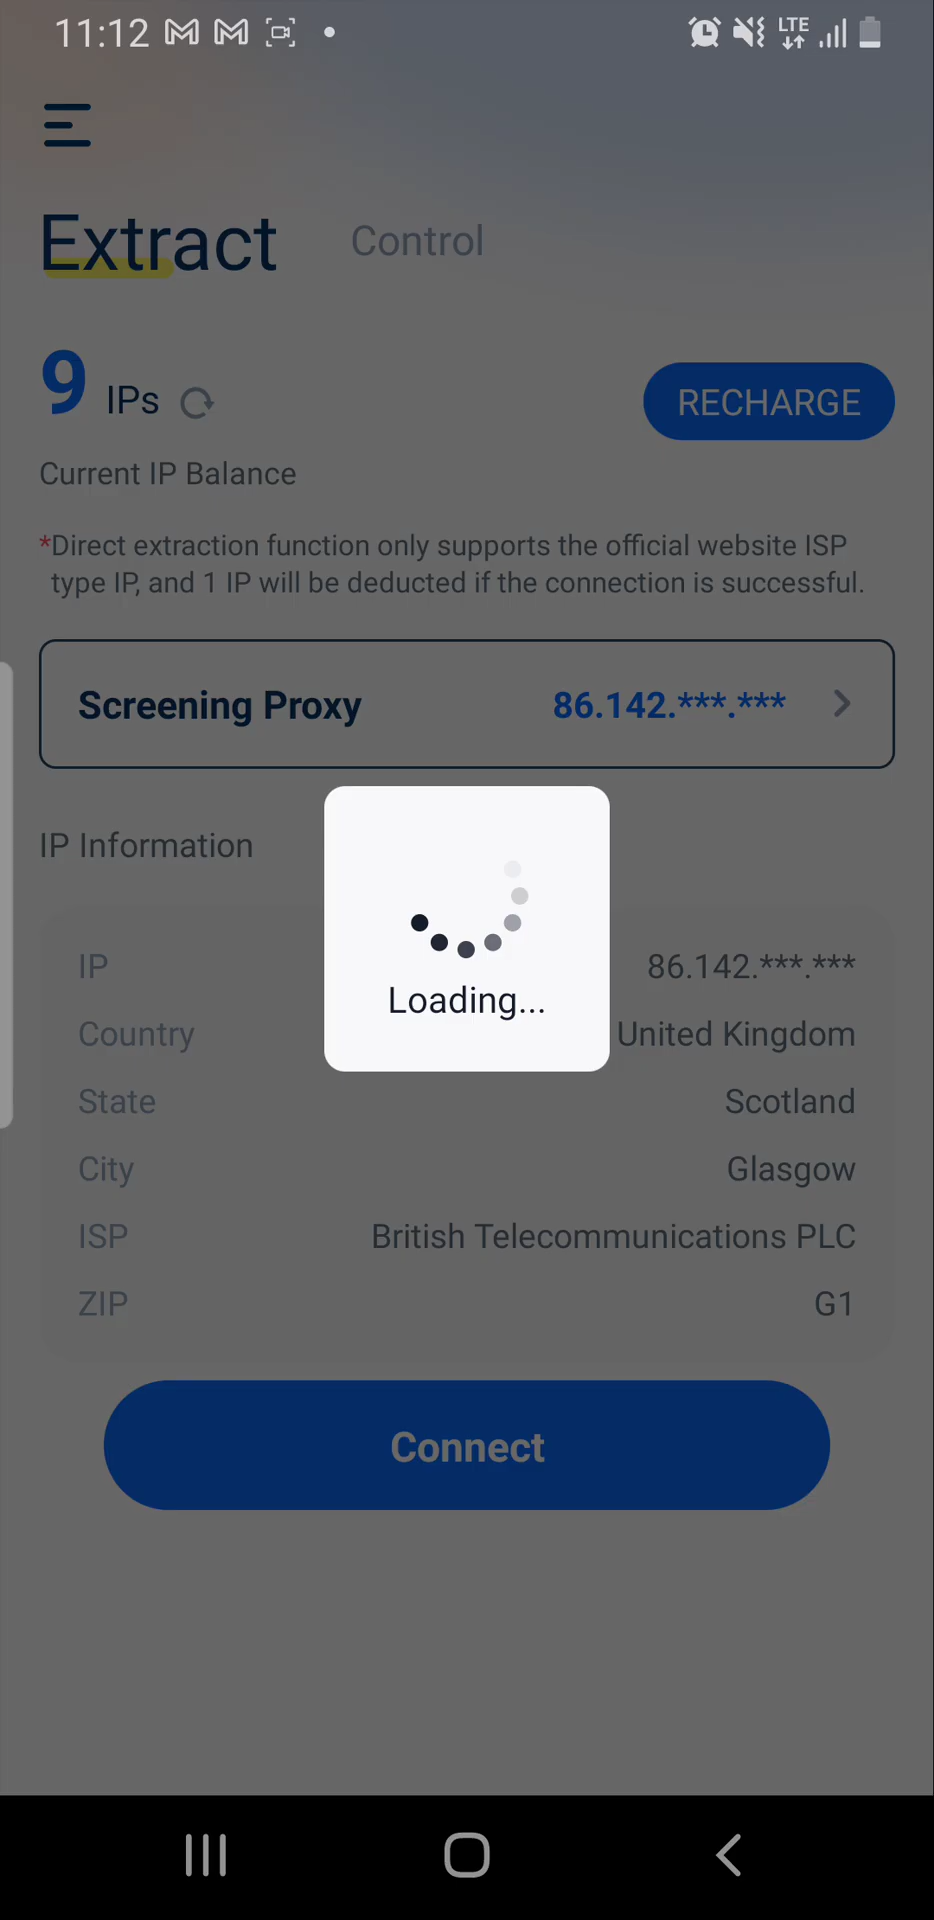 11:12
LTE
Extract
Control
9 IPs
RECHARGE
Current IP Balance
*Direct extraction function only supports the official website ISP
type IP, and 1 IP will be deducted if the connection is successful.
Screening Proxy 86.142.***.***
IP Information
Loading...
IP 86.142.***.***
Country United Kingdom
State Scotland
City Glasgow
ISP British Telecommunications PLC
ZIP G1
Connect